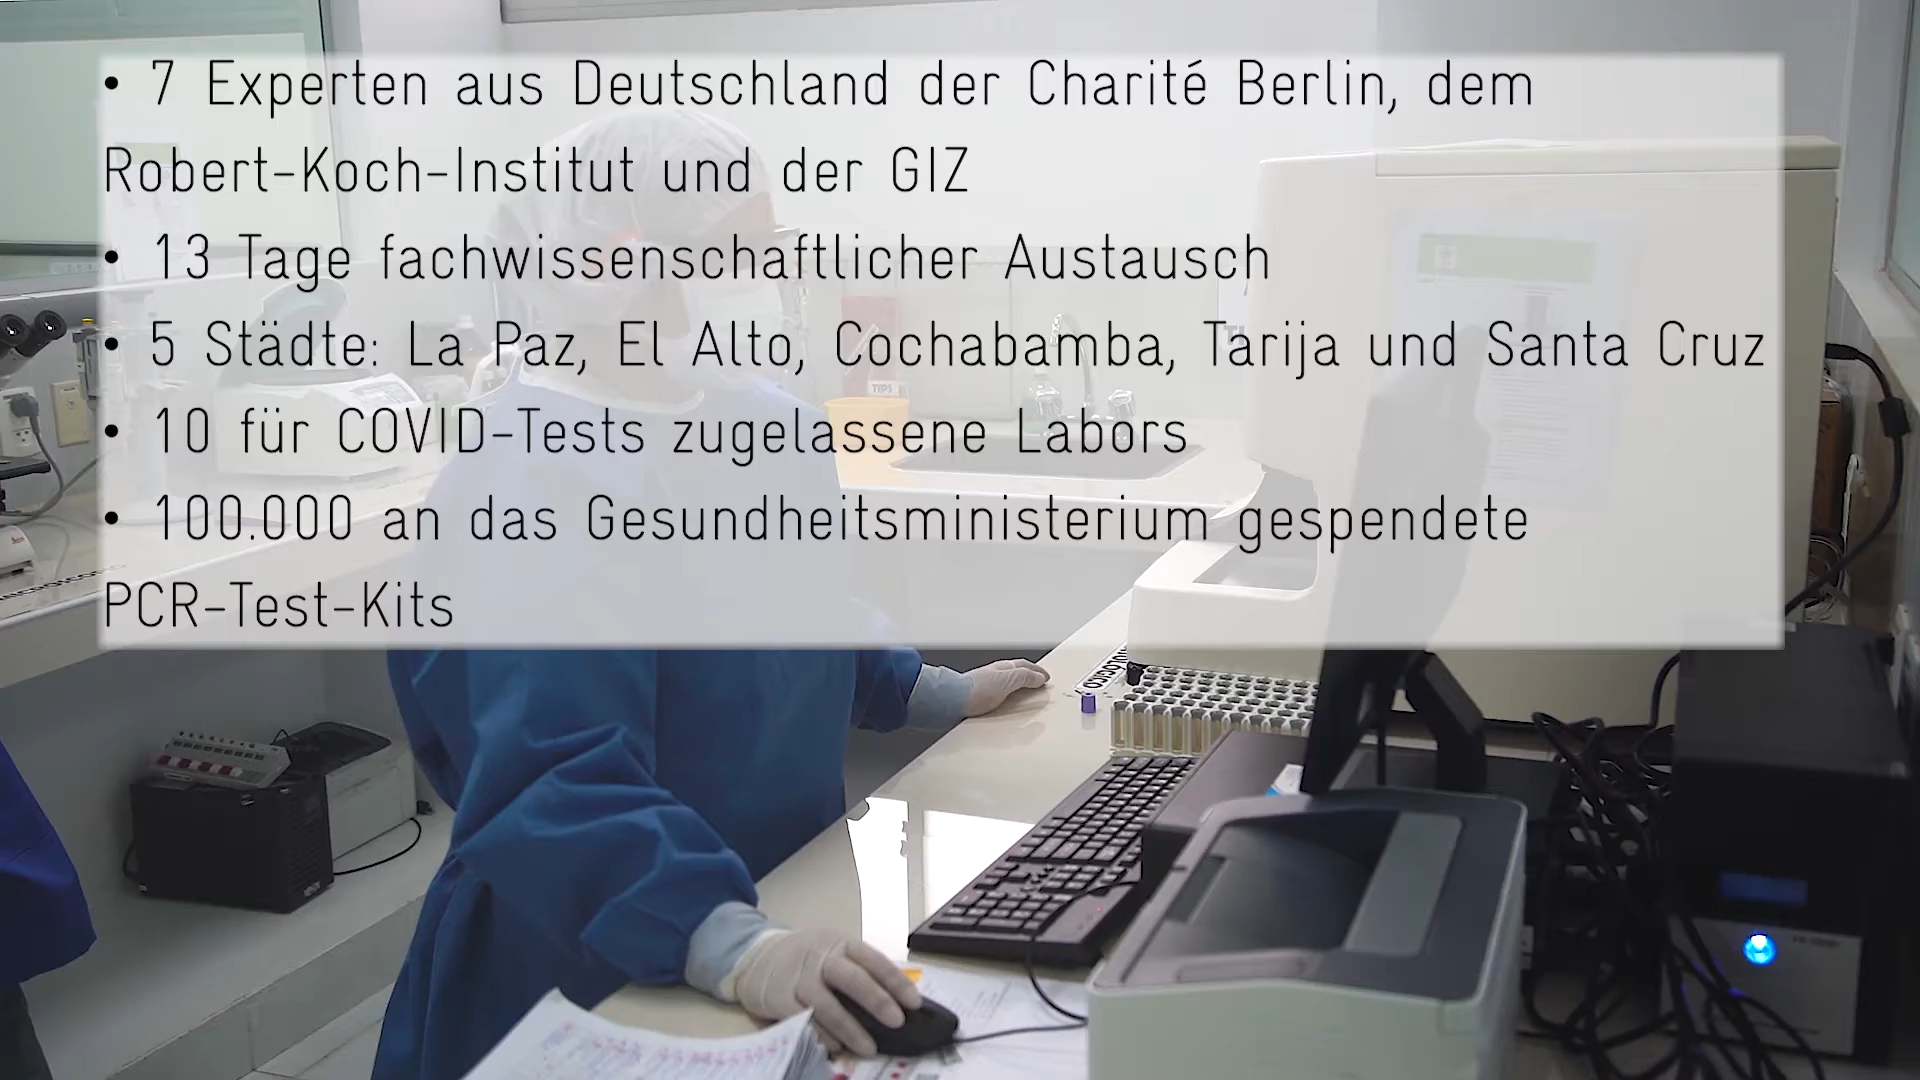 • 7 Experten aus Deutschland der Charité Berlin, dem
Robert-Koch-Institut und der GIZ
• 13 Tage fachwissenschaftlicher Austausch
• 5 Städte: La Paz, El Alto, Cochabamba, Tarija und Santa Cruz
• 10 für COVID-Tests zugelassene Labors
• 100.000 an das Gesundheitsministerium gespendete
PCR-Test-Kits
TIPS